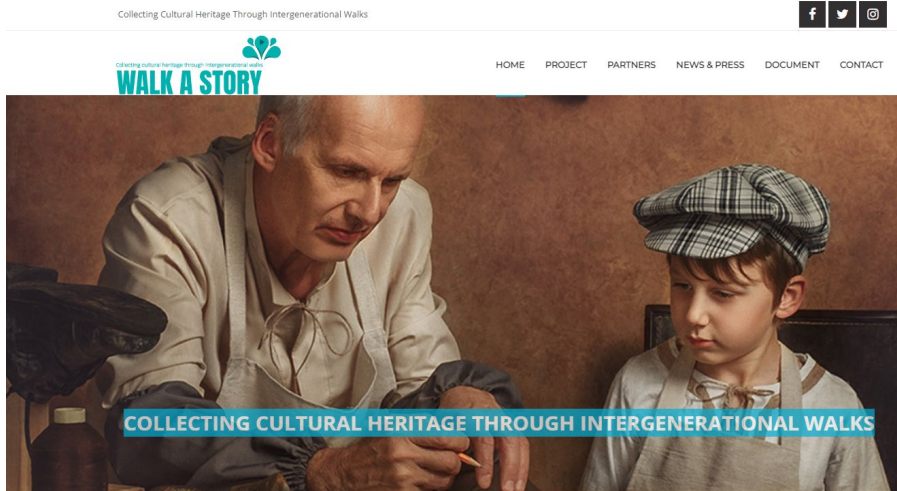 Collecting Cultural Heritage Through Intergenerational Walks
Collecting cultural heritage through intergenerational walks
WALK A STORY
HOME PROJECT PARTNERS NEWS & PRESS DOCUMENT CONTACT
COLLECTING CULTURAL HERITAGE THROUGH INTERGENERATIONAL WALKS